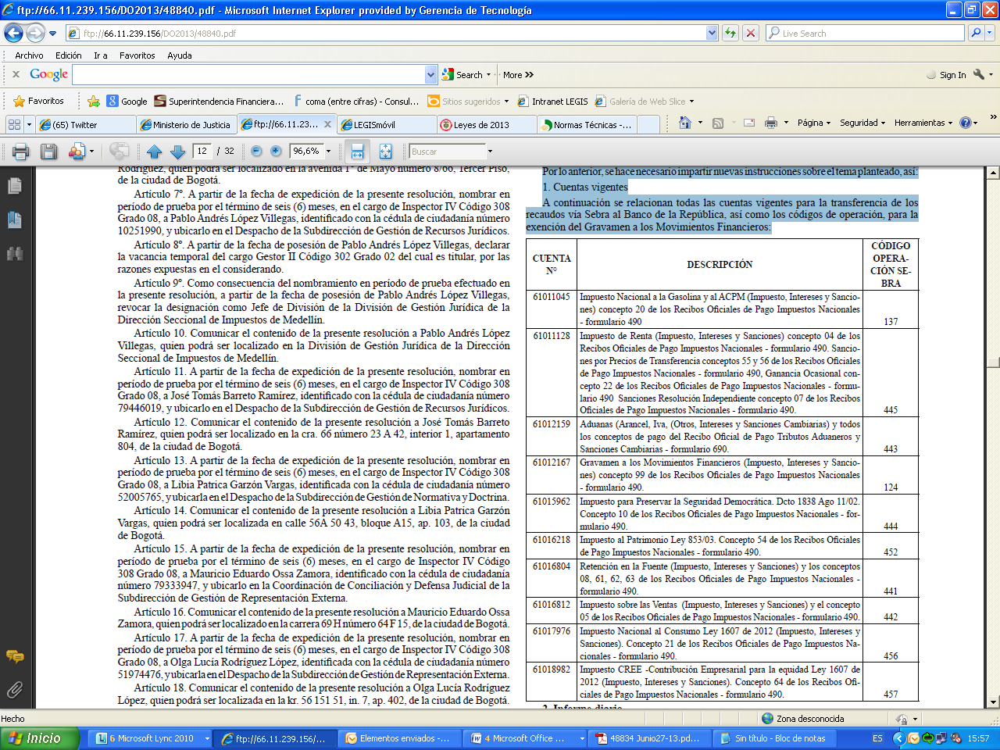 ftp://66.11.239.156/DO2013/48840.pdf - Microsoft Internet Explorer provided by Gerencia de Tecnología
ftp://66.11.239.156/DO2013/48840.pdf
Live Search
Archivo Edición Ir a Favoritos Ayuda
x Google Search More >> Sign In
Favoritos Google Superintendencia Financiera... coma (entre cifras) - Consul... Sitios sugeridos Intranet LEGIS Galería de Web Slice
(65) Twitter Ministerio de Justicia ftp://66.11.23... LEGISmóvil Leyes de 2013 Normas Técnicas -... Página Seguridad Herramientas
12 / 32 96,6% Buscar
Rodríguez, quien podrá ser localizado en la avenida 1° de Mayo número 8/66, Tercer Piso,
de la ciudad de Bogotá.
Artículo 7º. A partir de la fecha de expedición de la presente resolución, nombrar en
período de prueba por el término de seis (6) meses, en el cargo de Inspector IV Código 308
Grado 08, a Pablo Andrés López Villegas, identificado con la cédula de ciudadanía número
10251990, y ubicarlo en el Despacho de la Subdirección de Gestión de Recursos Jurídicos.
Artículo 8º. A partir de la fecha de posesión de Pablo Andrés López Villegas, declarar
la vacancia temporal del cargo Gestor II Código 302 Grado 02 del cual es titular, por las
razones expuestas en el considerando.
Artículo 9º. Como consecuencia del nombramiento en período de prueba efectuado en
la presente resolución, a partir de la fecha de posesión de Pablo Andrés López Villegas,
revocar la designación como Jefe de División de la División de Gestión Jurídica de la
Dirección Seccional de Impuestos de Medellín.
Artículo 10. Comunicar el contenido de la presente resolución a Pablo Andrés López
Villegas, quien podrá ser localizado en la División de Gestión Jurídica de la Dirección
Seccional de Impuestos de Medellín.
Artículo 11. A partir de la fecha de expedición de la presente resolución, nombrar en
período de prueba por el término de seis (6) meses, en el cargo de Inspector IV Código 308
Grado 08, a José Tomás Barreto Ramírez, identificado con la cédula de ciudadanía número
79446019, y ubicarlo en el Despacho de la Subdirección de Gestión de Recursos Jurídicos.
Artículo 12. Comunicar el contenido de la presente resolución a José Tomás Barreto
Ramírez, quien podrá ser localizado en la cra. 66 número 23 A 42, interior 1, apartamento
804, de la ciudad de Bogotá.
Artículo 13. A partir de la fecha de expedición de la presente resolución, nombrar en
período de prueba por el término de seis (6) meses, en el cargo de Inspector IV Código 308
Grado 08, a Libia Patrica Garzón Vargas, identificada con la cédula de ciudadanía número
52005765, y ubicarla en el Despacho de la Subdirección de Gestión de Normativa y Doctrina.
Artículo 14. Comunicar el contenido de la presente resolución a Libia Patrica Garzón
Vargas, quien podrá ser localizada en calle 56A 50 43, bloque A15, ap. 103, de la ciudad
de Bogotá.
Artículo 15. A partir de la fecha de expedición de la presente resolución, nombrar en
período de prueba por el término de seis (6) meses, en el cargo de Inspector IV Código
308 Grado 08, a Mauricio Eduardo Ossa Zamora, identificado con la cédula de ciudadanía
número 79333947, y ubicarlo en la Coordinación de Conciliación y Defensa Judicial de la
Subdirección de Gestión de Representación Externa.
Artículo 16. Comunicar el contenido de la presente resolución a Mauricio Eduardo Ossa
Zamora, quien podrá ser localizado en la carrera 69 H número 64 F 15, de la ciudad de Bogotá.
Artículo 17. A partir de la fecha de expedición de la presente resolución, nombrar en
período de prueba por el término de seis (6) meses, en el cargo de Inspector IV Código 308
Grado 08, a Olga Lucía Rodríguez López, identificada con la cédula de ciudadanía número
51974476, y ubicarla en el Despacho de la Subdirección de Gestión de Representación Externa.
Artículo 18. Comunicar el contenido de la presente resolución a Olga Lucía Rodríguez
López, quien podrá ser localizada en la kr. 56 151 51, in. 7, ap. 402, de la ciudad de Bogotá.
Por lo anterior, se hace necesario impartir nuevas instrucciones sobre el tema planteado, así:
1. Cuentas vigentes
A continuación se relacionan todas las cuentas vigentes para la transferencia de los
recaudos vía Sebra al Banco de la República, así como los códigos de operación, para la
exención del Gravamen a los Movimientos Financieros:
CUENTA N° DESCRIPCIÓN CÓDIGO OPERA-CIÓN SE-BRA
61011045 Impuesto Nacional a la Gasolina y al ACPM (Impuesto, Intereses y Sancio-
nes) concepto 20 de los Recibos Oficiales de Pago Impuestos Nacionales
- formulario 490 137
61011128 Impuesto de Renta (Impuesto, Intereses y Sanciones) concepto 04 de los
Recibos Oficiales de Pago Impuestos Nacionales - formulario 490. Sancio-
nes por Precios de Transferencia conceptos 55 y 56 de los Recibos Oficiales
de Pago Impuestos Nacionales - formulario 490, Ganancia Ocasional con-
cepto 22 de los Recibos Oficiales de Pago Impuestos Nacionales - formu-
lario 490 Sanciones Resolución Independiente concepto 07 de los Recibos
Oficiales de Pago Impuestos Nacionales - formulario 490. 445
61012159 Aduanas (Arancel, Iva, (Otros, Intereses y Sanciones Cambiarias) y todos
los conceptos de pago del Recibo Oficial de Pago Tributos Aduaneros y
Sanciones Cambiarias - formulario 690. 443
61012167 Gravamen a los Movimientos Financieros (Impuesto, Intereses y Sancio-
nes) concepto 99 de los Recibos Oficiales de Pago Impuestos Nacionales
- formulario 490. 124
61015962 Impuesto para Preservar la Seguridad Democrática. Dcto 1838 Ago 11/02.
Concepto 10 de los Recibos Oficiales de Pago Impuestos Nacionales - for-
mulario 490. 444
61016218 Impuesto al Patrimonio Ley 853/03. Concepto 54 de los Recibos Oficiales
de Pago Impuestos Nacionales - formulario 490. 452
61016804 Retención en la Fuente (Impuesto, Intereses y Sanciones) y los conceptos
08, 61, 62, 63 de los Recibos Oficiales de Pago Impuestos Nacionales -
formulario 490. 441
61016812 Impuesto sobre las Ventas (Impuesto, Intereses y Sanciones) y el concepto
05 de los Recibos Oficiales de Pago Impuestos Nacionales - formulario 490. 442
61017976 Impuesto Nacional al Consumo Ley 1607 de 2012 (Impuesto, Intereses y
Sanciones). Concepto 21 de los Recibos Oficiales de Pago Impuestos Na-
cionales - formulario 490. 456
61018982 Impuesto CREE -Contribución Empresarial para la equidad Ley 1607 de
2012 (Impuesto, Intereses y Sanciones). Concepto 64 de los Recibos Ofi-
ciales de Pago Impuestos Nacionales - formulario 490. 457
2. Informe diario
Hecho Zona desconocida
Inicio 6 Microsoft Lync 2010 ftp://66.11.239.156/... Elementos enviados -... 4 Microsoft Office ... 48834 Junio27-13.pd... Sin título - Bloc de notas ES 15:57